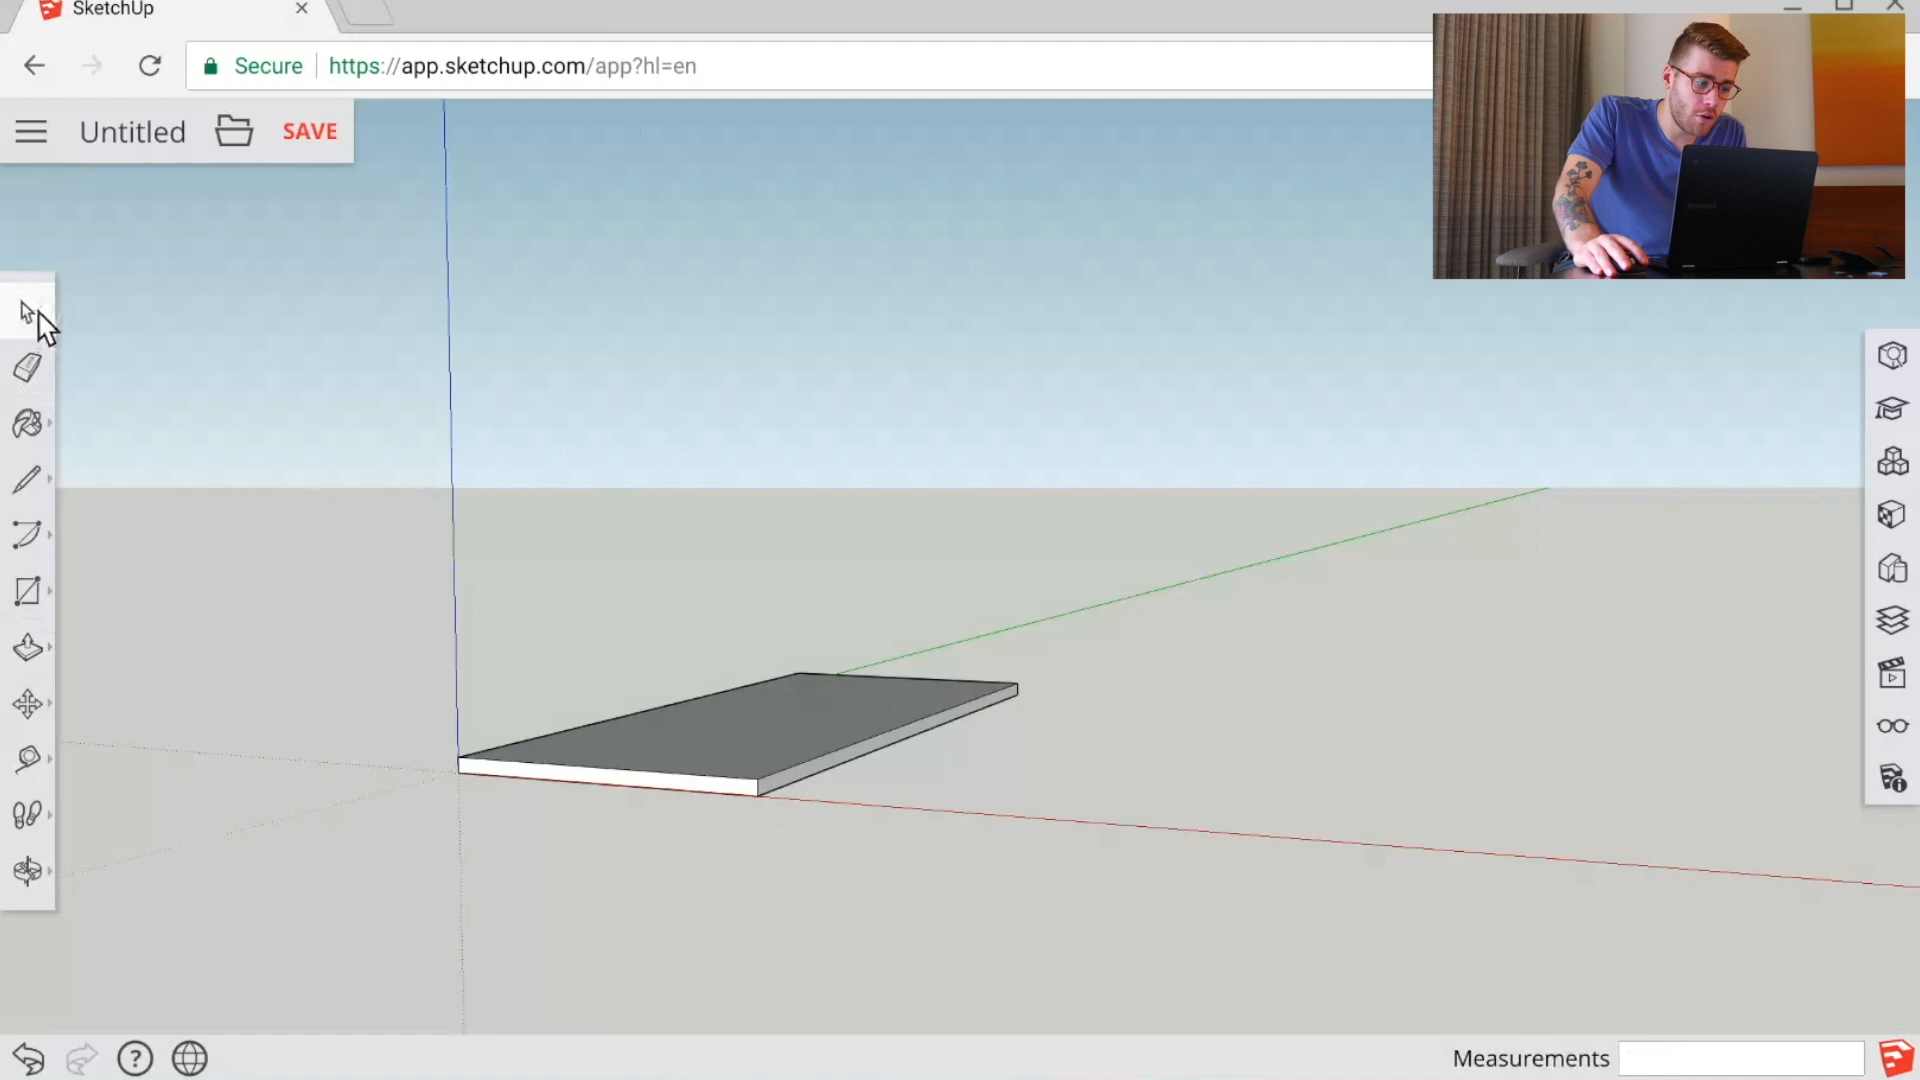 SketchUp
Secure
https://app.sketchup.com/app?hl=en
Untitled
SAVE
Measurements